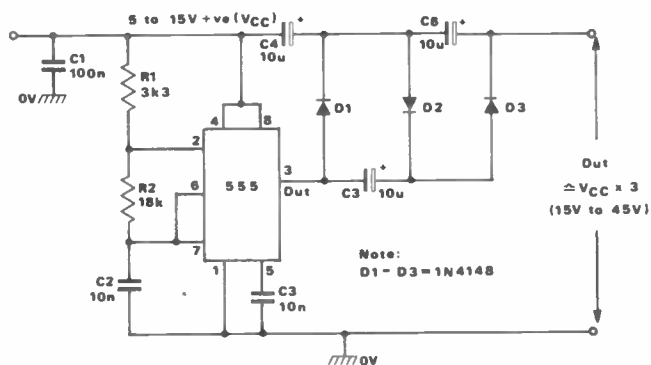 5 to 15V +ve (VCC)
C4
10u
+
C6
10u
+
C1
100n
0V
R1
3k3
4
8
D1
D2
D3
2
3
555
Out
6
R2
18k
7
C3
10u
+
Out
≏ VCC x 3
(15V to 45V)
Note:
D1 - D3 = 1N4148
1
5
C2
10n
C3
10n
0V